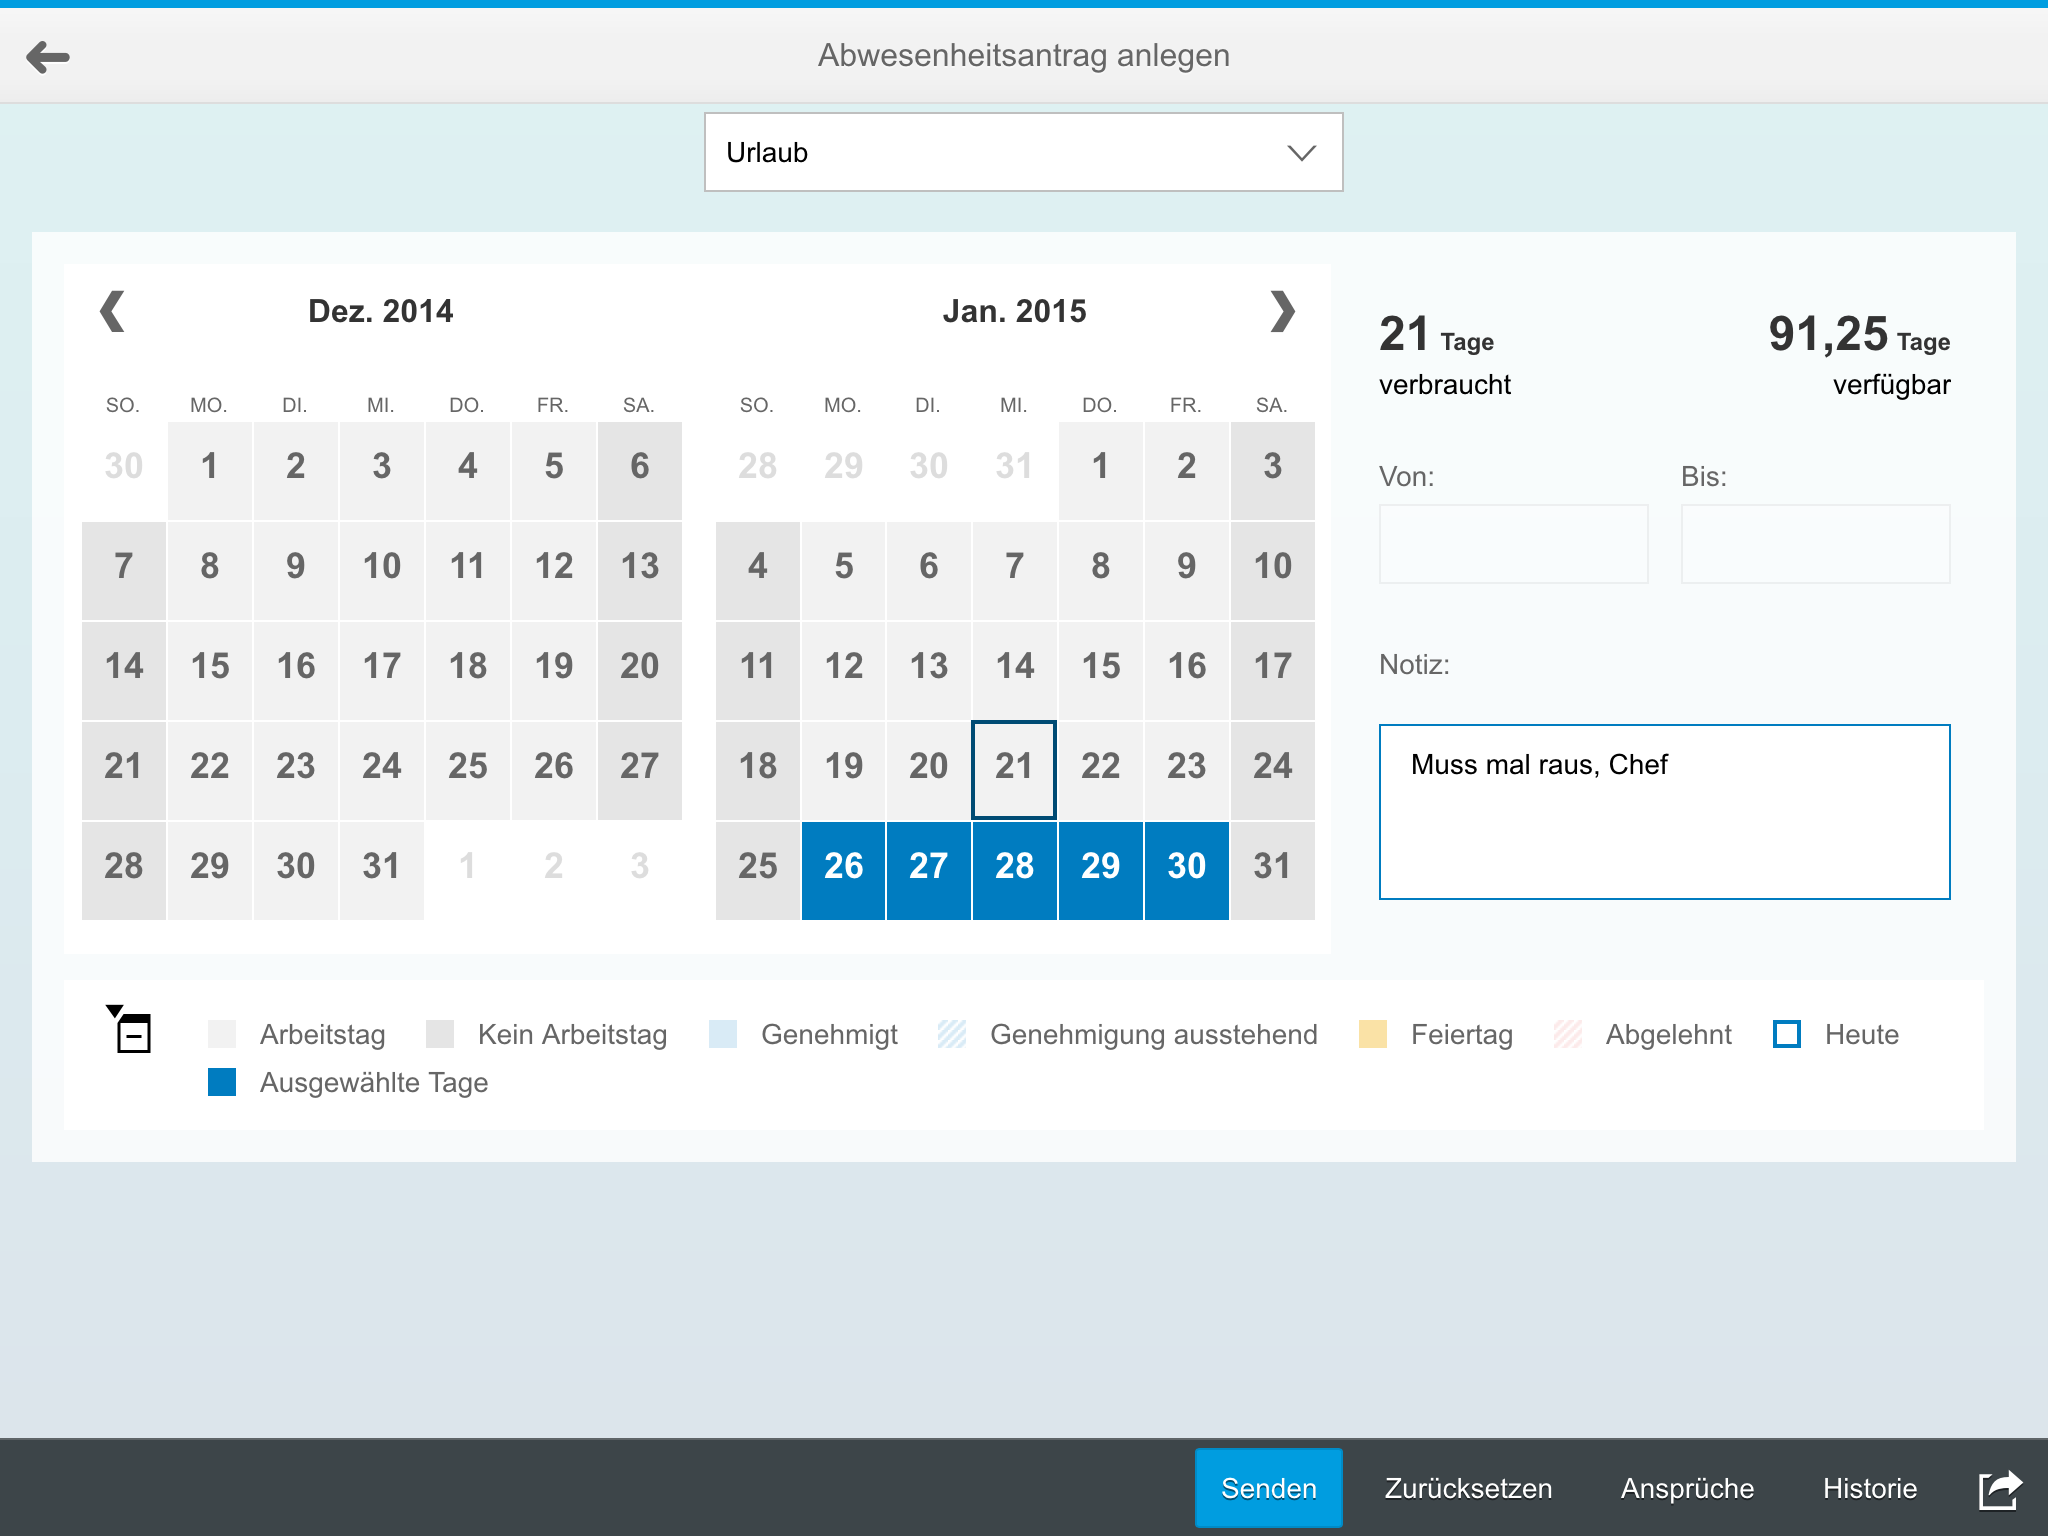 Abwesenheitsantrag anlegen
Urlaub
Dez. 2014
SO. MO. DI. MI. DO. FR. SA.
30 1 2 3 4 5 6
7 8 9 10 11 12 13
14 15 16 17 18 19 20
21 22 23 24 25 26 27
28 29 30 31 1 2 3
Jan. 2015
SO. MO. DI. MI. DO. FR. SA.
28 29 30 31 1 2 3
4 5 6 7 8 9 10
11 12 13 14 15 16 17
18 19 20 21 22 23 24
25 26 27 28 29 30 31
21 Tage
verbraucht
91,25 Tage
verfügbar
Von:
Bis:
Notiz:
Muss mal raus, Chef
Arbeitstag Kein Arbeitstag Genehmigt Genehmigung ausstehend Feiertag Abgelehnt Heute
Ausgewählte Tage
Senden Zurücksetzen Ansprüche Historie